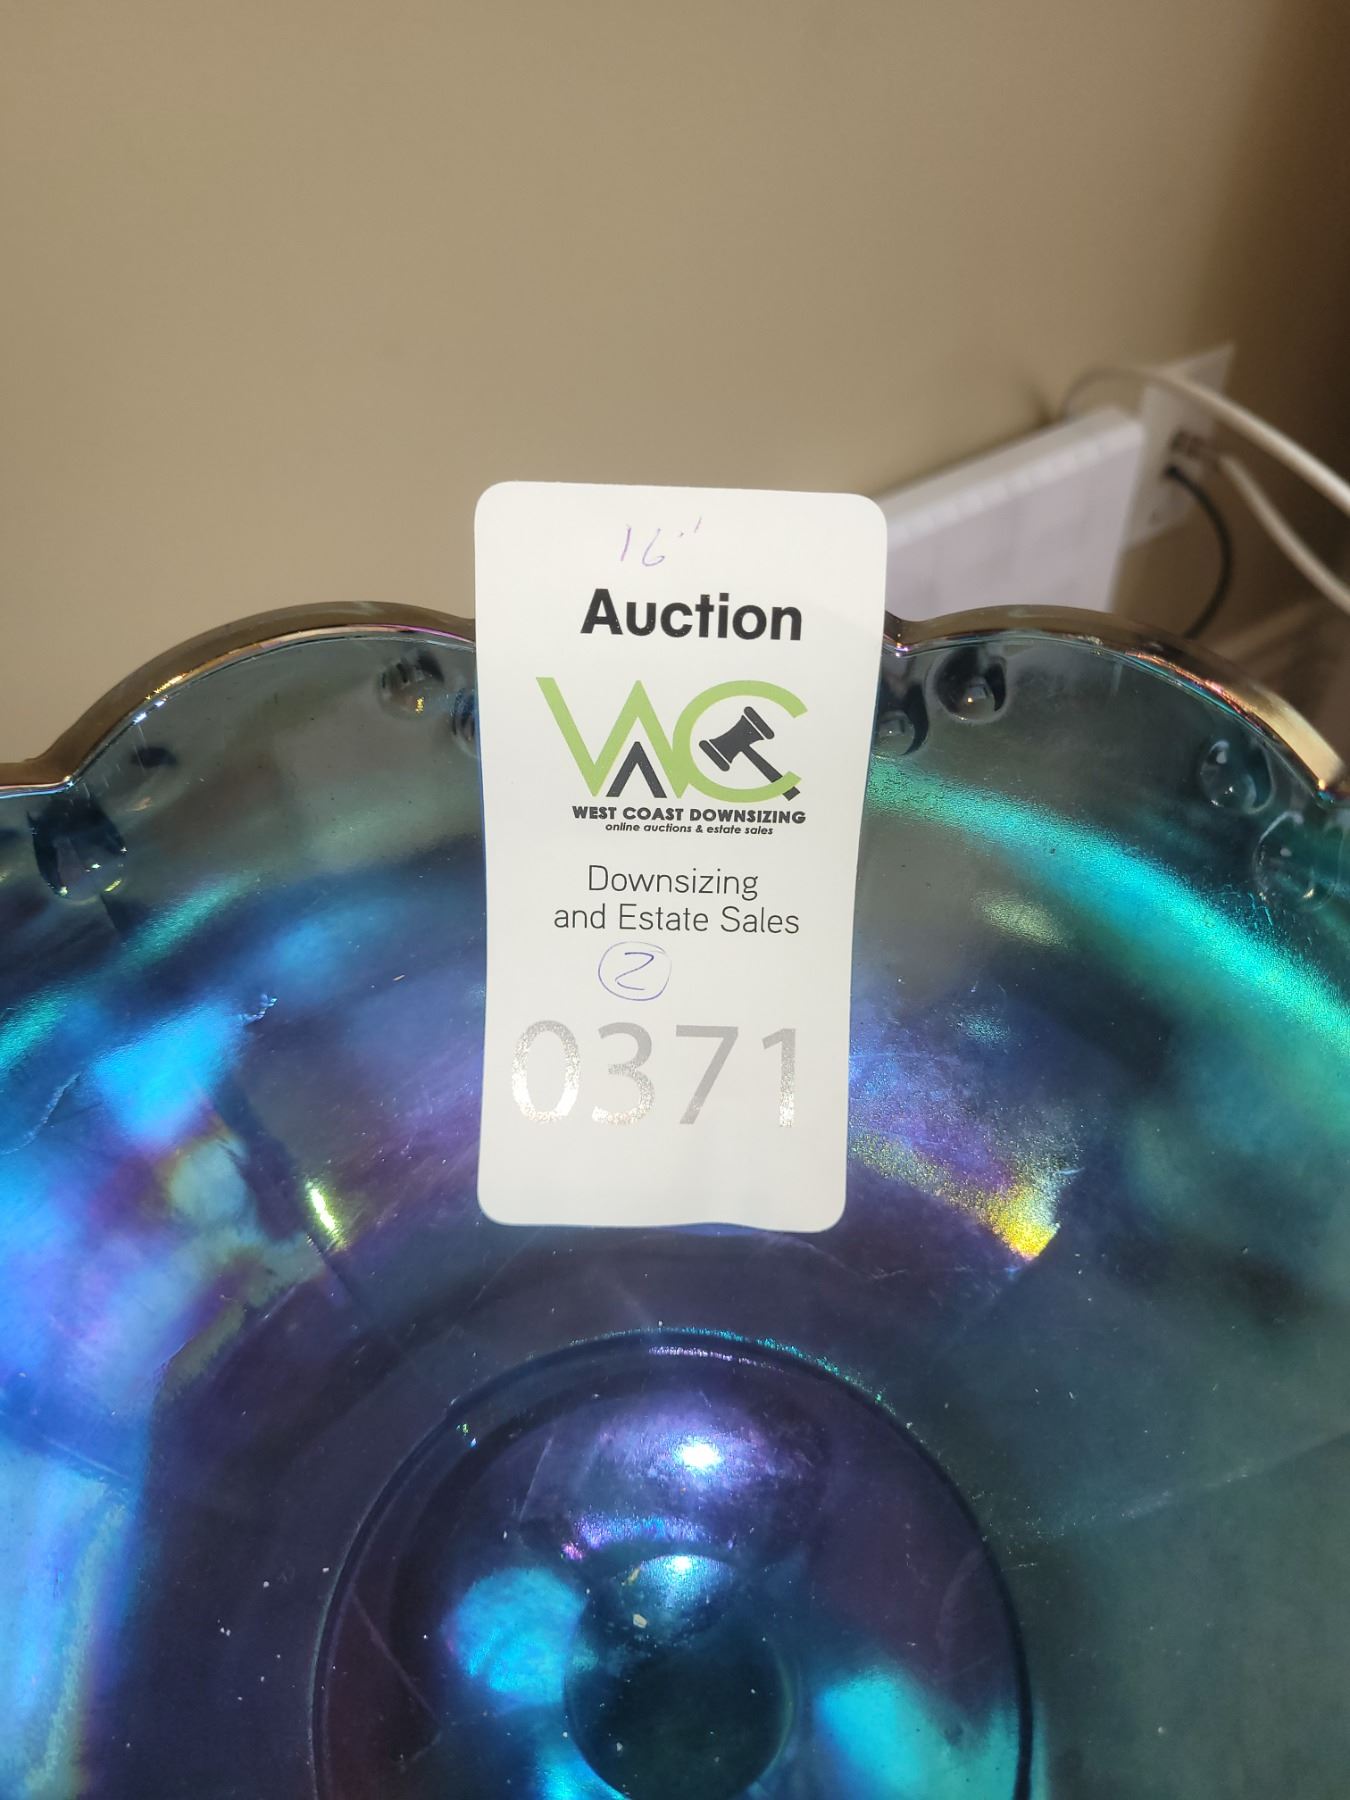 16"
Auction
WC
WEST COAST DOWNSIZING
online auctions & estate sales
Downsizing
and Estate Sales
2
0371